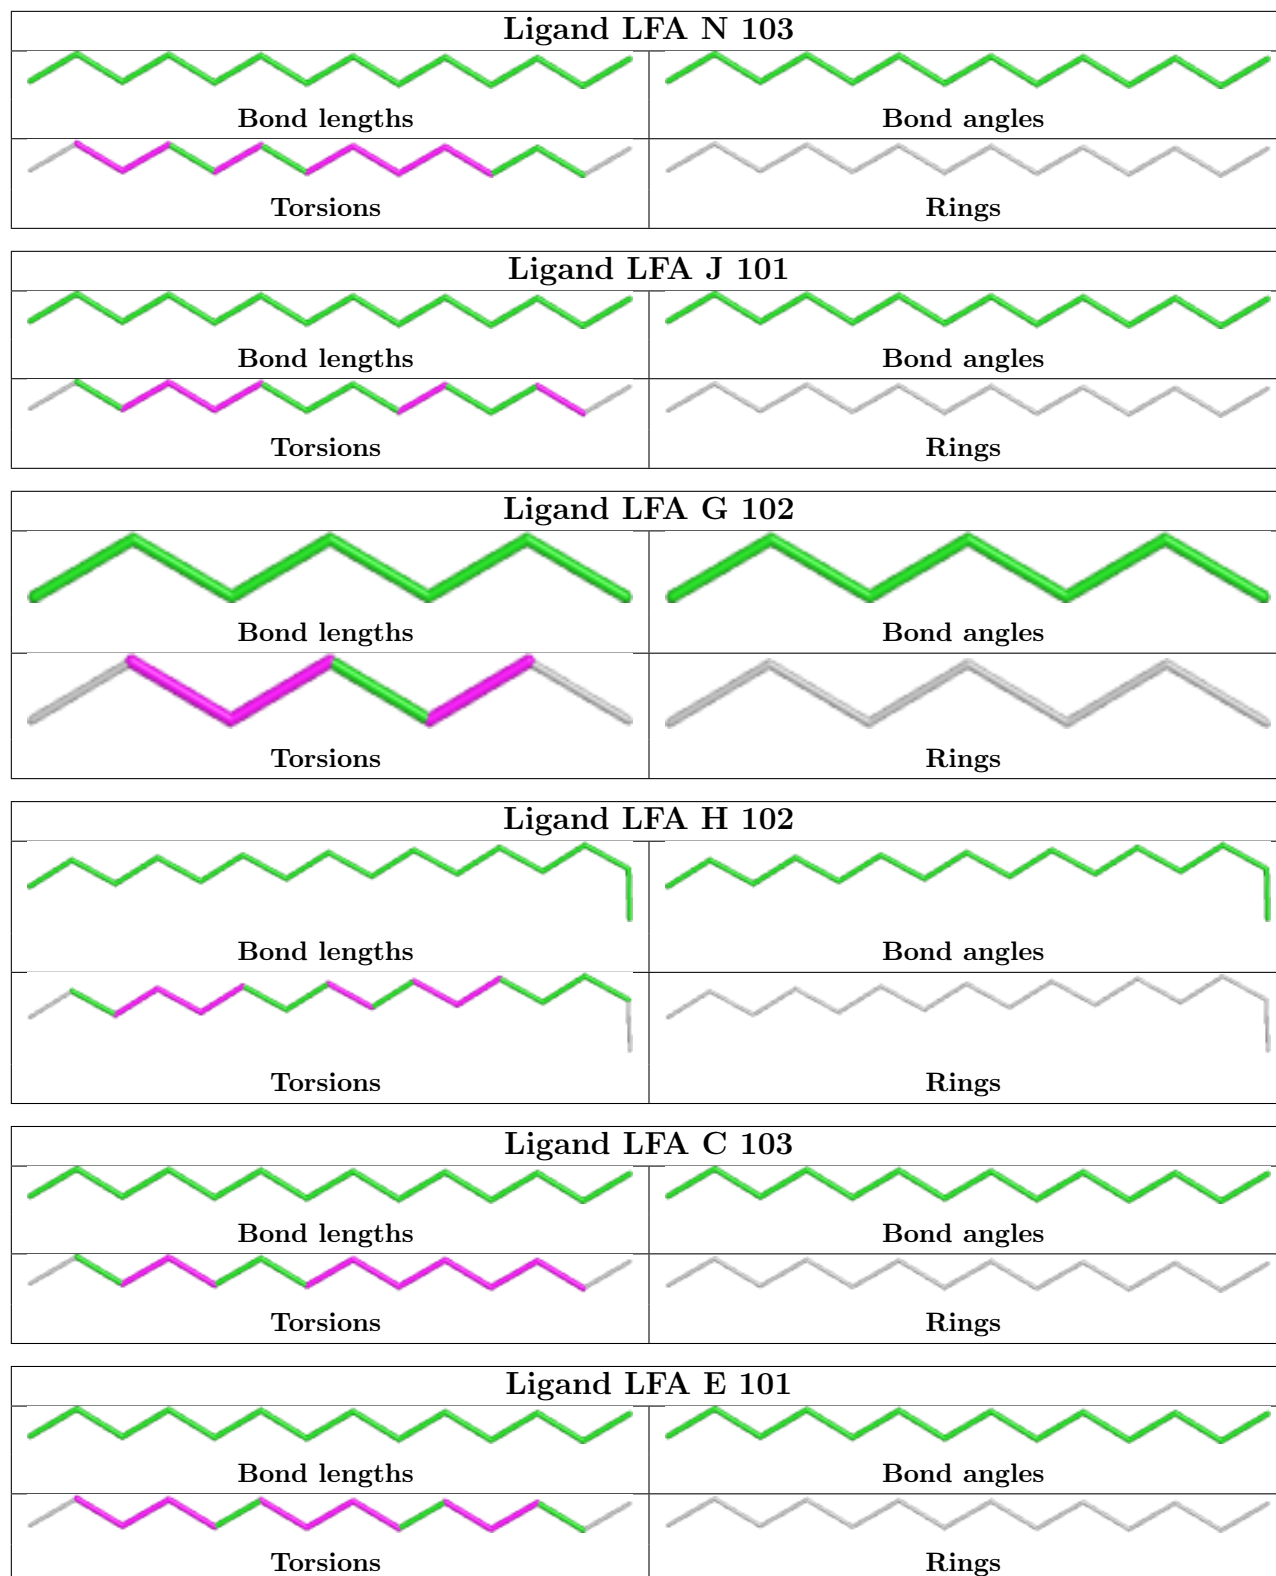 Ligand LFA N 103
Bond lengths Bond angles
Torsions Rings
Ligand LFA J 101
Bond lengths Bond angles
Torsions Rings
Ligand LFA G 102
Bond lengths Bond angles
Torsions Rings
Ligand LFA H 102
Bond lengths Bond angles
Torsions Rings
Ligand LFA C 103
Bond lengths Bond angles
Torsions Rings
Ligand LFA E 101
Bond lengths Bond angles
Torsions Rings